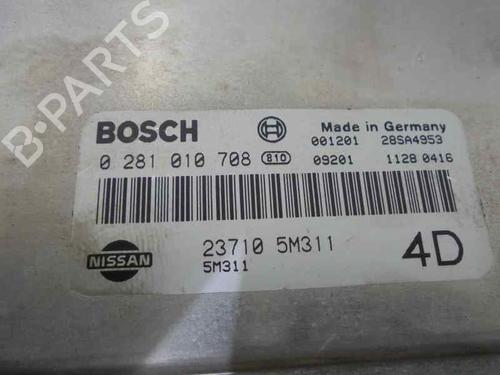 B-PARTS
BOSCH
Made in Germany
001201 28SA4953
0 281 010 708 B10
09201 1128 0416
NISSAN
23710 5M311
5M311
4D